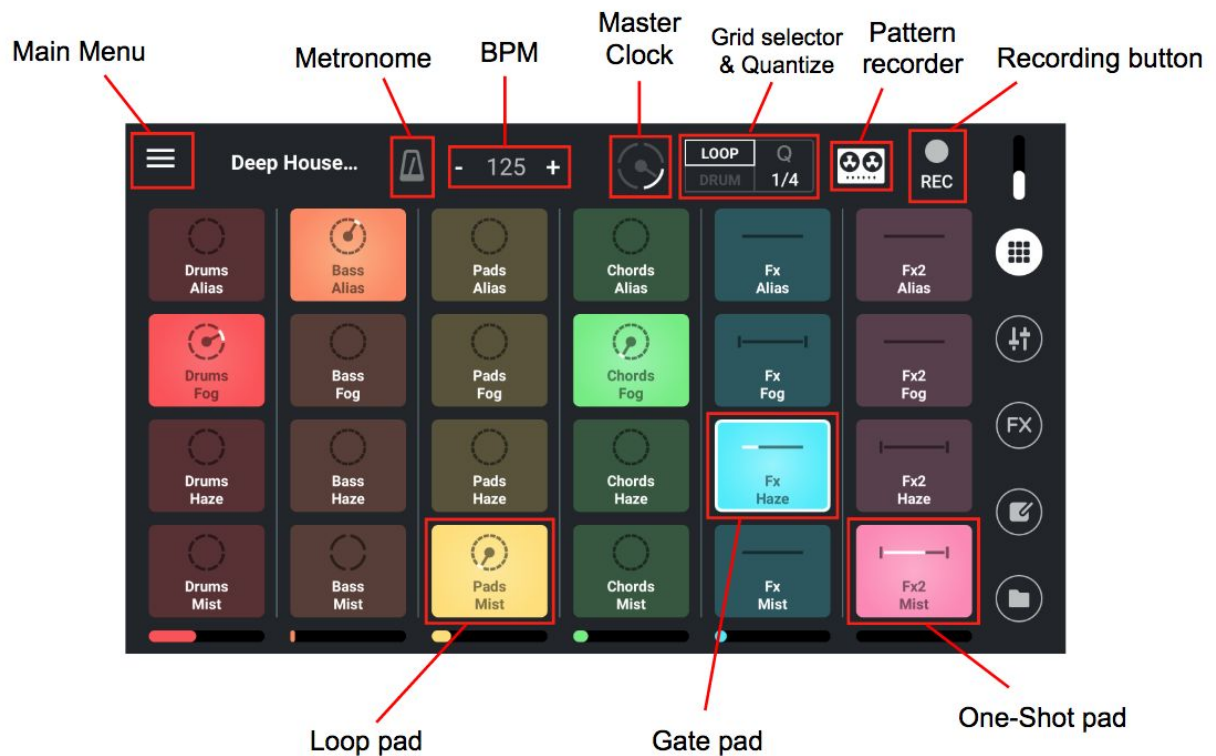 Main Menu
Metronome
BPM
Master
Clock
Grid selector
& Quantize
Pattern
recorder
Recording button
Deep House...
- 125 +
LOOP Q
DRUM 1/4
REC
Drums
Alias
Bass
Alias
Pads
Alias
Chords
Alias
Fx
Alias
Fx2
Alias
Drums
Fog
Bass
Fog
Pads
Fog
Chords
Fog
Fx
Fog
Fx2
Fog
FX
Drums
Haze
Bass
Haze
Pads
Haze
Chords
Haze
Fx
Haze
Fx2
Haze
Drums
Mist
Bass
Mist
Pads
Mist
Chords
Mist
Fx
Mist
Fx2
Mist
Loop pad
Gate pad
One-Shot pad